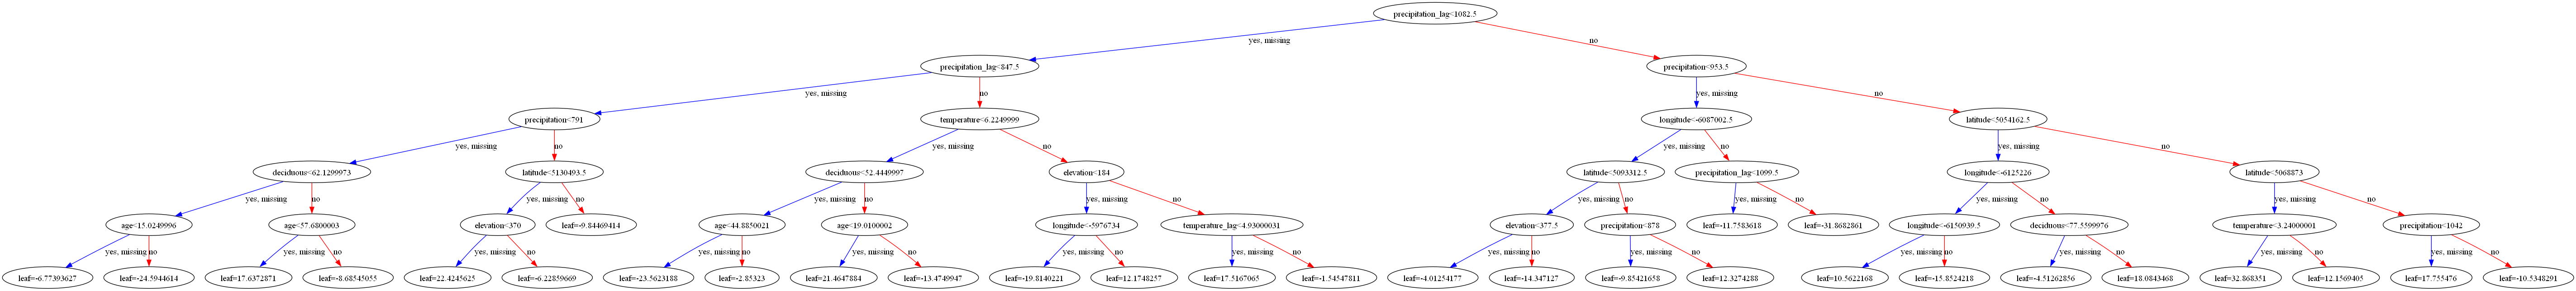 precipitation_lag<1082.5
yes, missing
no
precipitation_lag<847.5
precipitation<953.5
yes, missing
no
yes, missing
no
precipitation<791
temperature<6.2249999
longitude<-6087002.5
latitude<5054162.5
yes, missing
no
yes, missing
no
yes, missing
no
yes, missing
no
deciduous<62.1299973
latitude<5130493.5
deciduous<52.4449997
elevation<184
latitude<5093312.5
precipitation_lag<1099.5
longitude<-6125226
latitude<5068873
yes, missing
no
yes, missing
no
yes, missing
no
yes, missing
no
yes, missing
no
yes, missing
no
yes, missing
no
yes, missing
no
age<15.0249996
age<57.6800003
elevation<370
leaf=-9.84469414
age<44.8850021
age<19.0100002
longitude<-5976734
temperature_lag<4.93000031
elevation<377.5
precipitation<878
leaf=-11.7583618
leaf=-31.8682861
longitude<-6150939.5
deciduous<77.5599976
temperature<3.24000001
precipitation<1042
yes, missing
no
yes, missing
no
yes, missing
no
yes, missing
no
yes, missing
no
yes, missing
no
yes, missing
no
yes, missing
no
yes, missing
no
yes, missing
no
yes, missing
no
yes, missing
no
yes, missing
no
leaf=-6.77393627
leaf=-24.5944614
leaf=17.6372871
leaf=-8.68545055
leaf=22.4245625
leaf=-6.22859669
leaf=-23.5623188
leaf=-2.85323
leaf=21.4647884
leaf=-13.4749947
leaf=-19.8140221
leaf=12.1748257
leaf=17.5167065
leaf=-1.54547811
leaf=-4.01254177
leaf=-14.347127
leaf=-9.85421658
leaf=12.3274288
leaf=10.5622168
leaf=-15.8524218
leaf=-4.51262856
leaf=18.0843468
leaf=32.868351
leaf=12.1569405
leaf=17.755476
leaf=-10.5348291